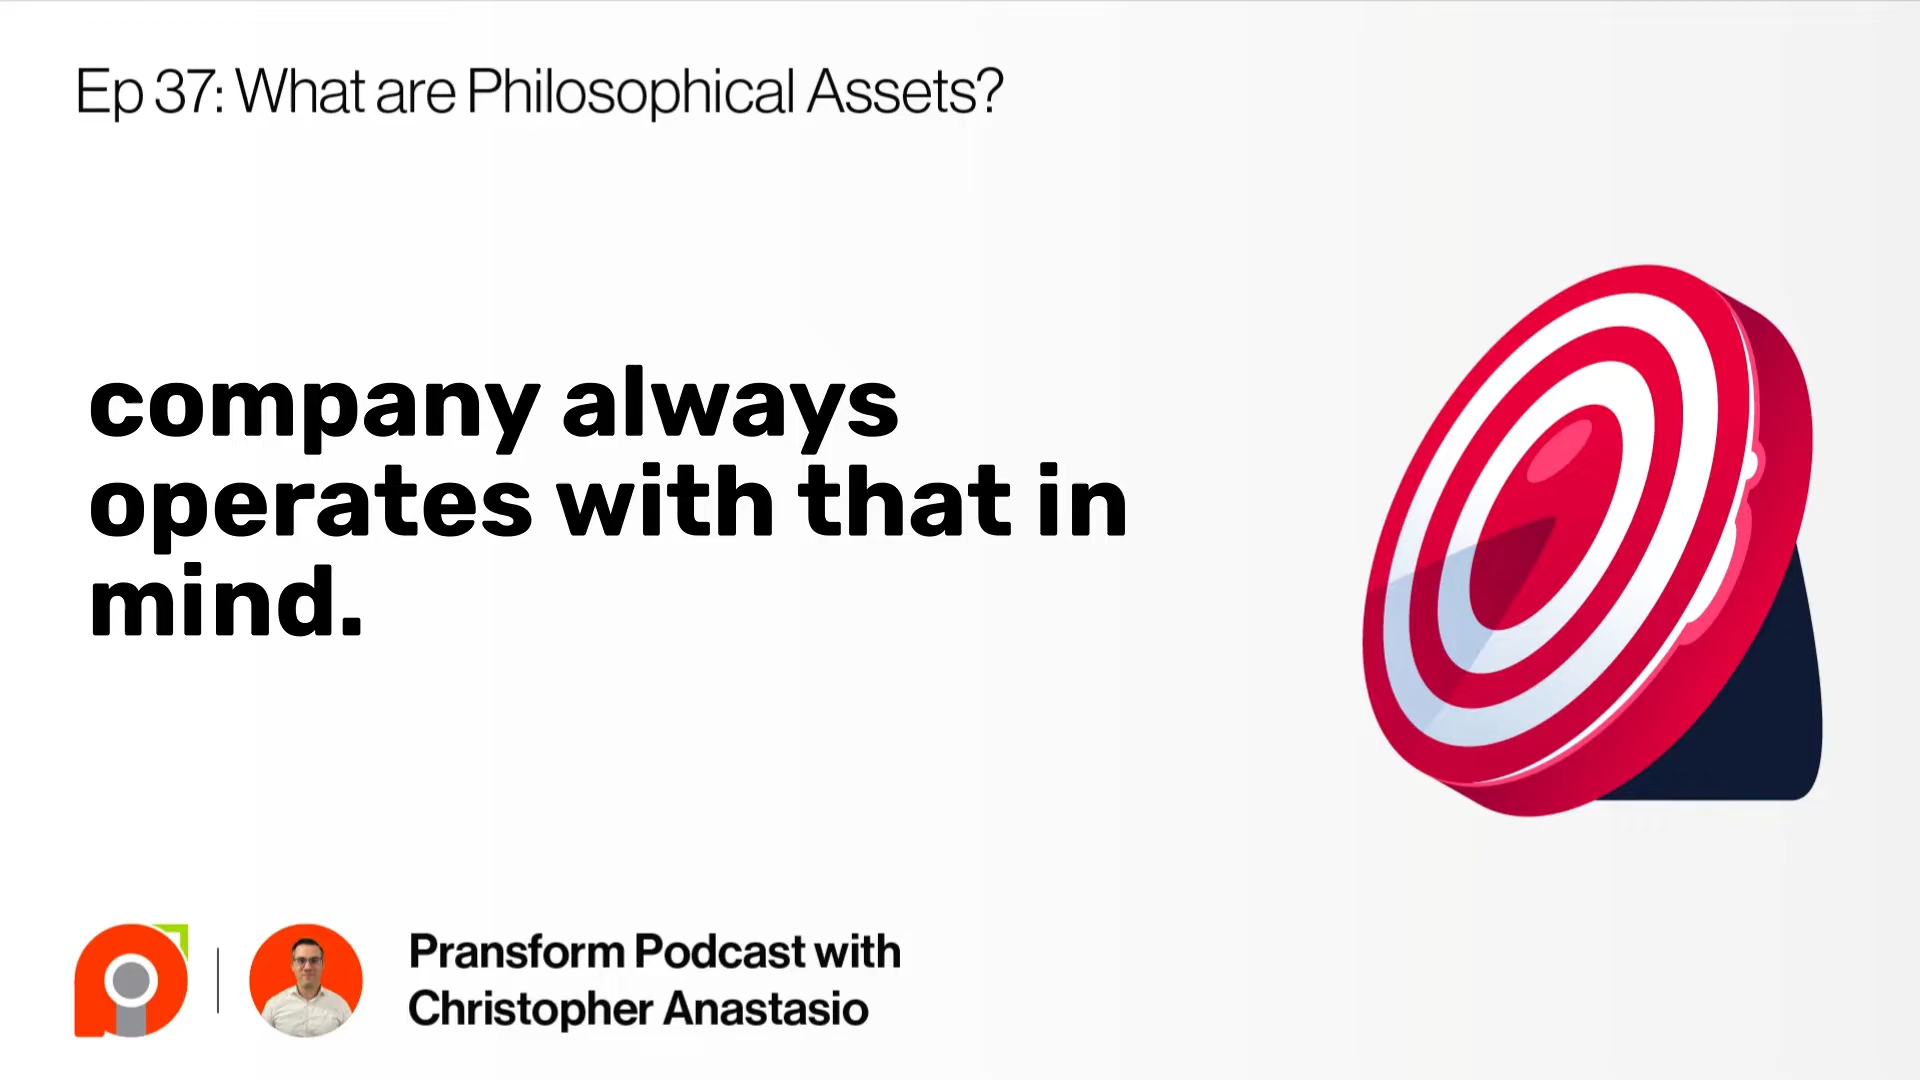 Ep 37: What are Philosophical Assets?
company always
operates with that in
mind.
Pransform Podcast with
Christopher Anastasio